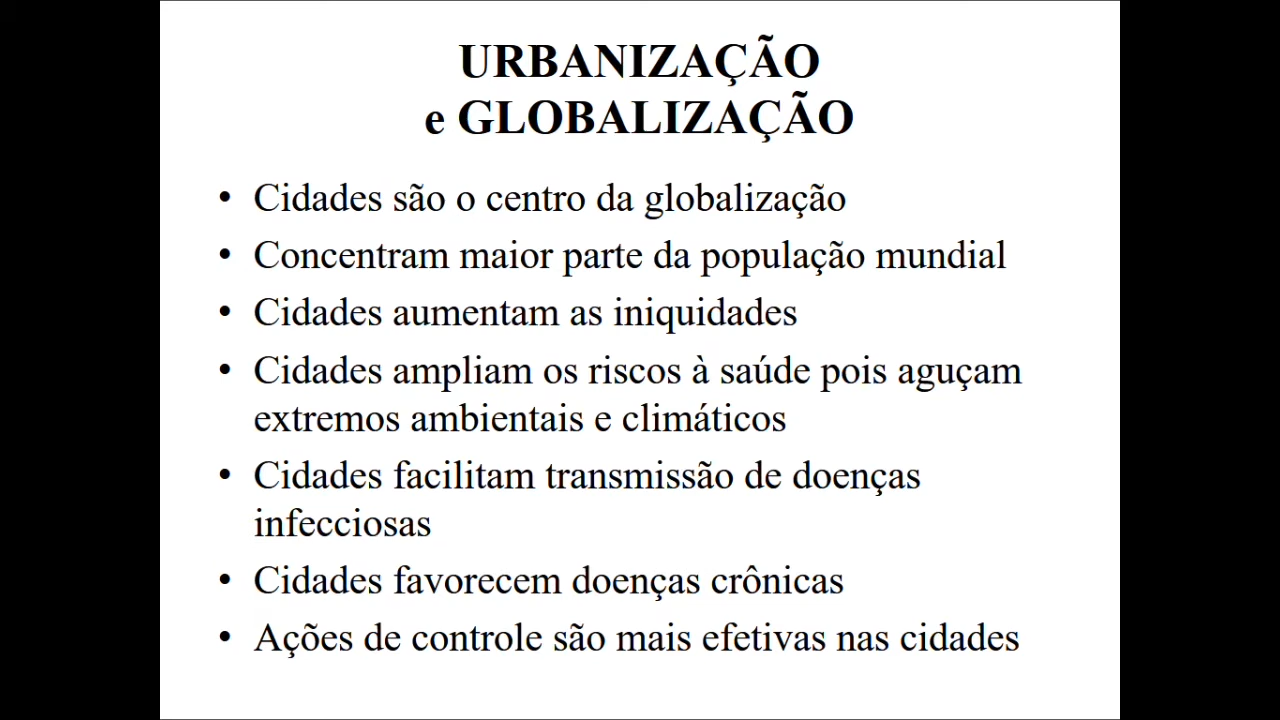 URBANIZAÇÃO
e GLOBALIZAÇÃO
• Cidades são o centro da globalização
• Concentram maior parte da população mundial
• Cidades aumentam as iniquidades
• Cidades ampliam os riscos à saúde pois aguçam
extremos ambientais e climáticos
• Cidades facilitam transmissão de doenças
infecciosas
• Cidades favorecem doenças crônicas
• Ações de controle são mais efetivas nas cidades